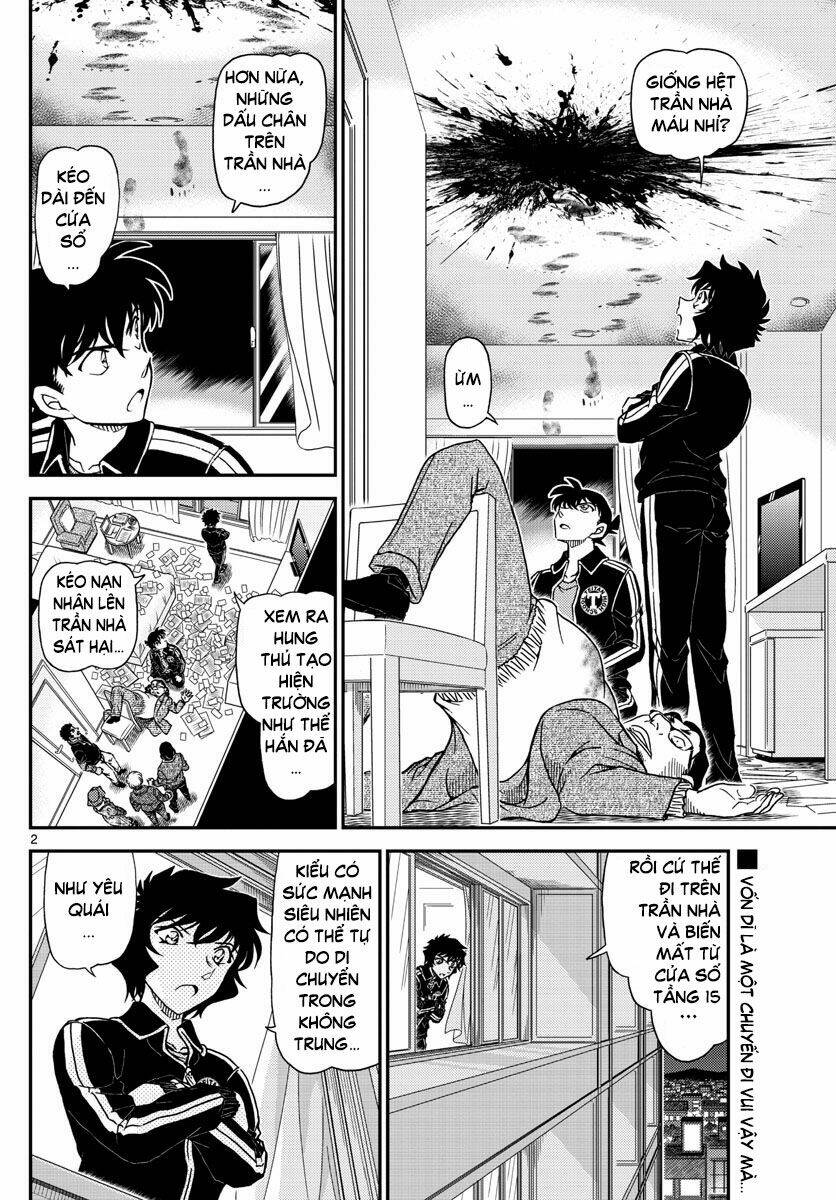 GIỐNG HỆT
TRẦN NHÀ
MÁU NHỈ?
ỪM
...
HƠN NỮA,
NHỮNG
DẤU CHÂN
TRÊN
TRẦN NHÀ
...
KÉO
DÀI ĐẾN
CỬA
SỔ
...
XEM RA
HUNG
THỦ TẠO
HIỆN
TRƯỜNG
NHƯ THỂ
HẮN ĐÃ
...
KÉO NẠN
NHÂN LÊN
TRẦN NHÀ
SÁT HẠI...
2
VỐN DĨ LÀ MỘT CHUYẾN ĐI VUI VẬY MÀ...
RỒI CỨ THẾ
ĐI TRÊN
TRẦN NHÀ
VÀ BIẾN
MẤT TỪ
CỬA SỔ
TẦNG 15
...
KIỂU CÓ
SỨC MẠNH
SIÊU NHIÊN
CÓ THỂ TỰ
DO DI
CHUYỂN
TRONG
KHÔNG
TRUNG...
NHƯ YÊU
QUÁI
...